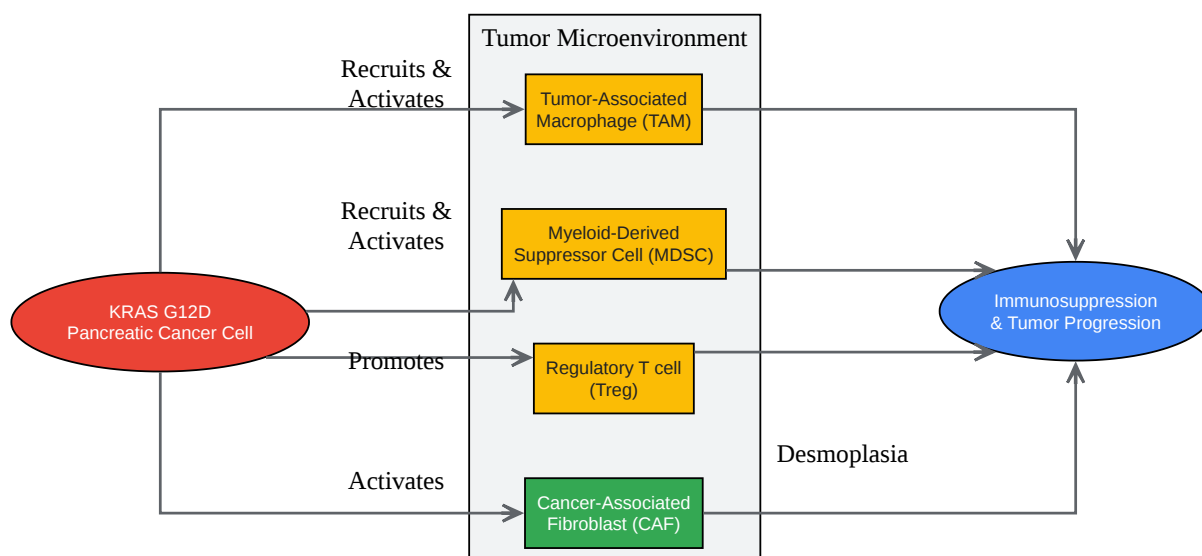 Tumor Microenvironment
Recruits &
Activates
Tumor-Associated
Macrophage (TAM)
Recruits &
Activates
Myeloid-Derived
Suppressor Cell (MDSC)
KRAS G12D
Pancreatic Cancer Cell
Immunosuppression
& Tumor Progression
Promotes
Regulatory T cell
(Treg)
Desmoplasia
Activates
Cancer-Associated
Fibroblast (CAF)